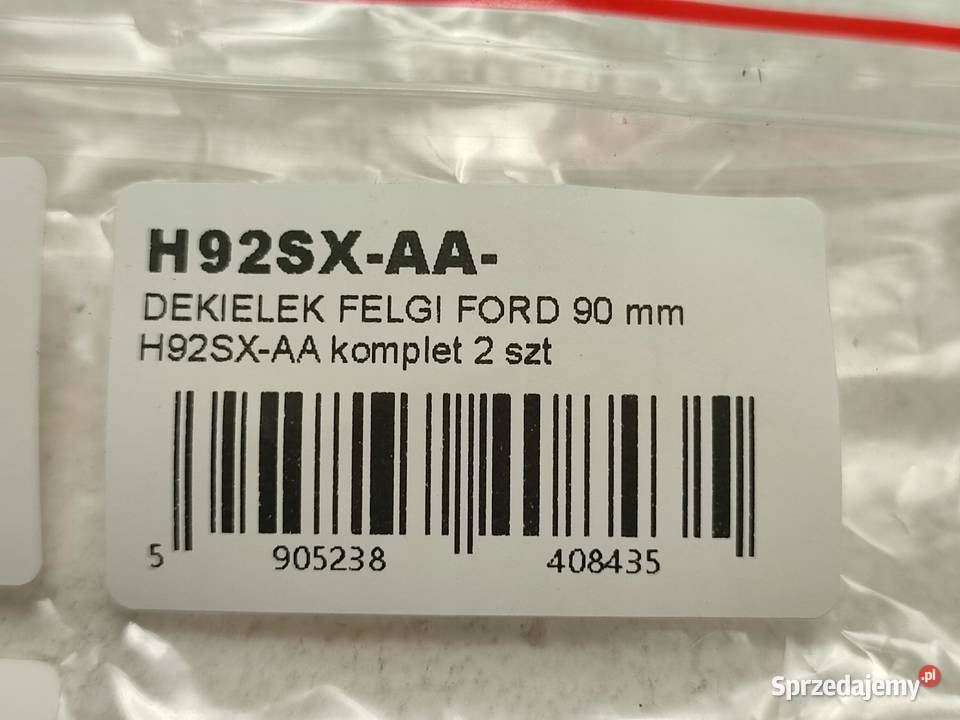 H92SX-AA-
DEKIELEK FELGI FORD 90 mm
H92SX-AA komplet 2 szt
5 905238 408435
Sprzedajemy.pl